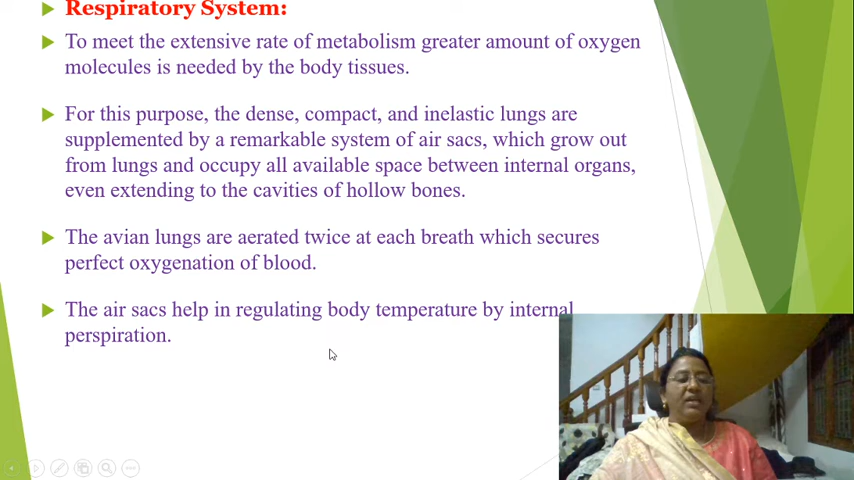 Respiratory System:
To meet the extensive rate of metabolism greater amount of oxygen
molecules is needed by the body tissues.
For this purpose, the dense, compact, and inelastic lungs are
supplemented by a remarkable system of air sacs, which grow out
from lungs and occupy all available space between internal organs,
even extending to the cavities of hollow bones.
The avian lungs are aerated twice at each breath which secures
perfect oxygenation of blood.
The air sacs help in regulating body temperature by internal
perspiration.